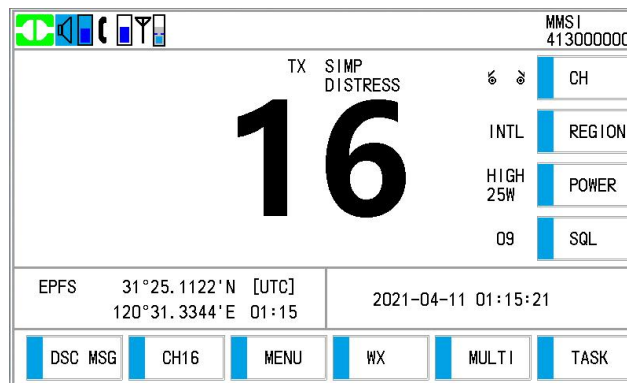 MMSI
413000000
TX SIMP
DISTRESS
CH
16
INTL REGION
HIGH
25W
POWER
09 SQL
EPFS 31°25.1122'N [UTC]
120°31.3344'E 01:15
2021-04-11 01:15:21
DSC MSG CH16 MENU WX MULTI TASK